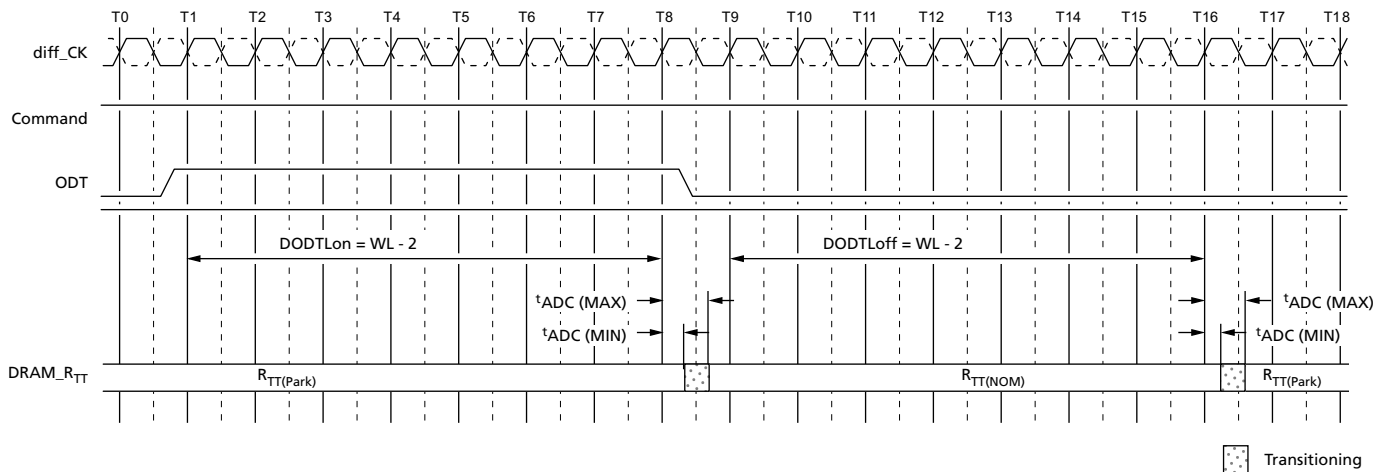 T0 T1 T2 T3 T4 T5 T6 T7 T8 T9 T10 T11 T12 T13 T14 T15 T16 T17 T18
diff_CK
Command
ODT
DODTLon = WL - 2 DODTLoff = WL - 2
tADC (MAX) tADC (MAX)
tADC (MIN) tADC (MIN)
DRAM_RTT RTT(Park) RTT(NOM) RTT(Park)
Transitioning